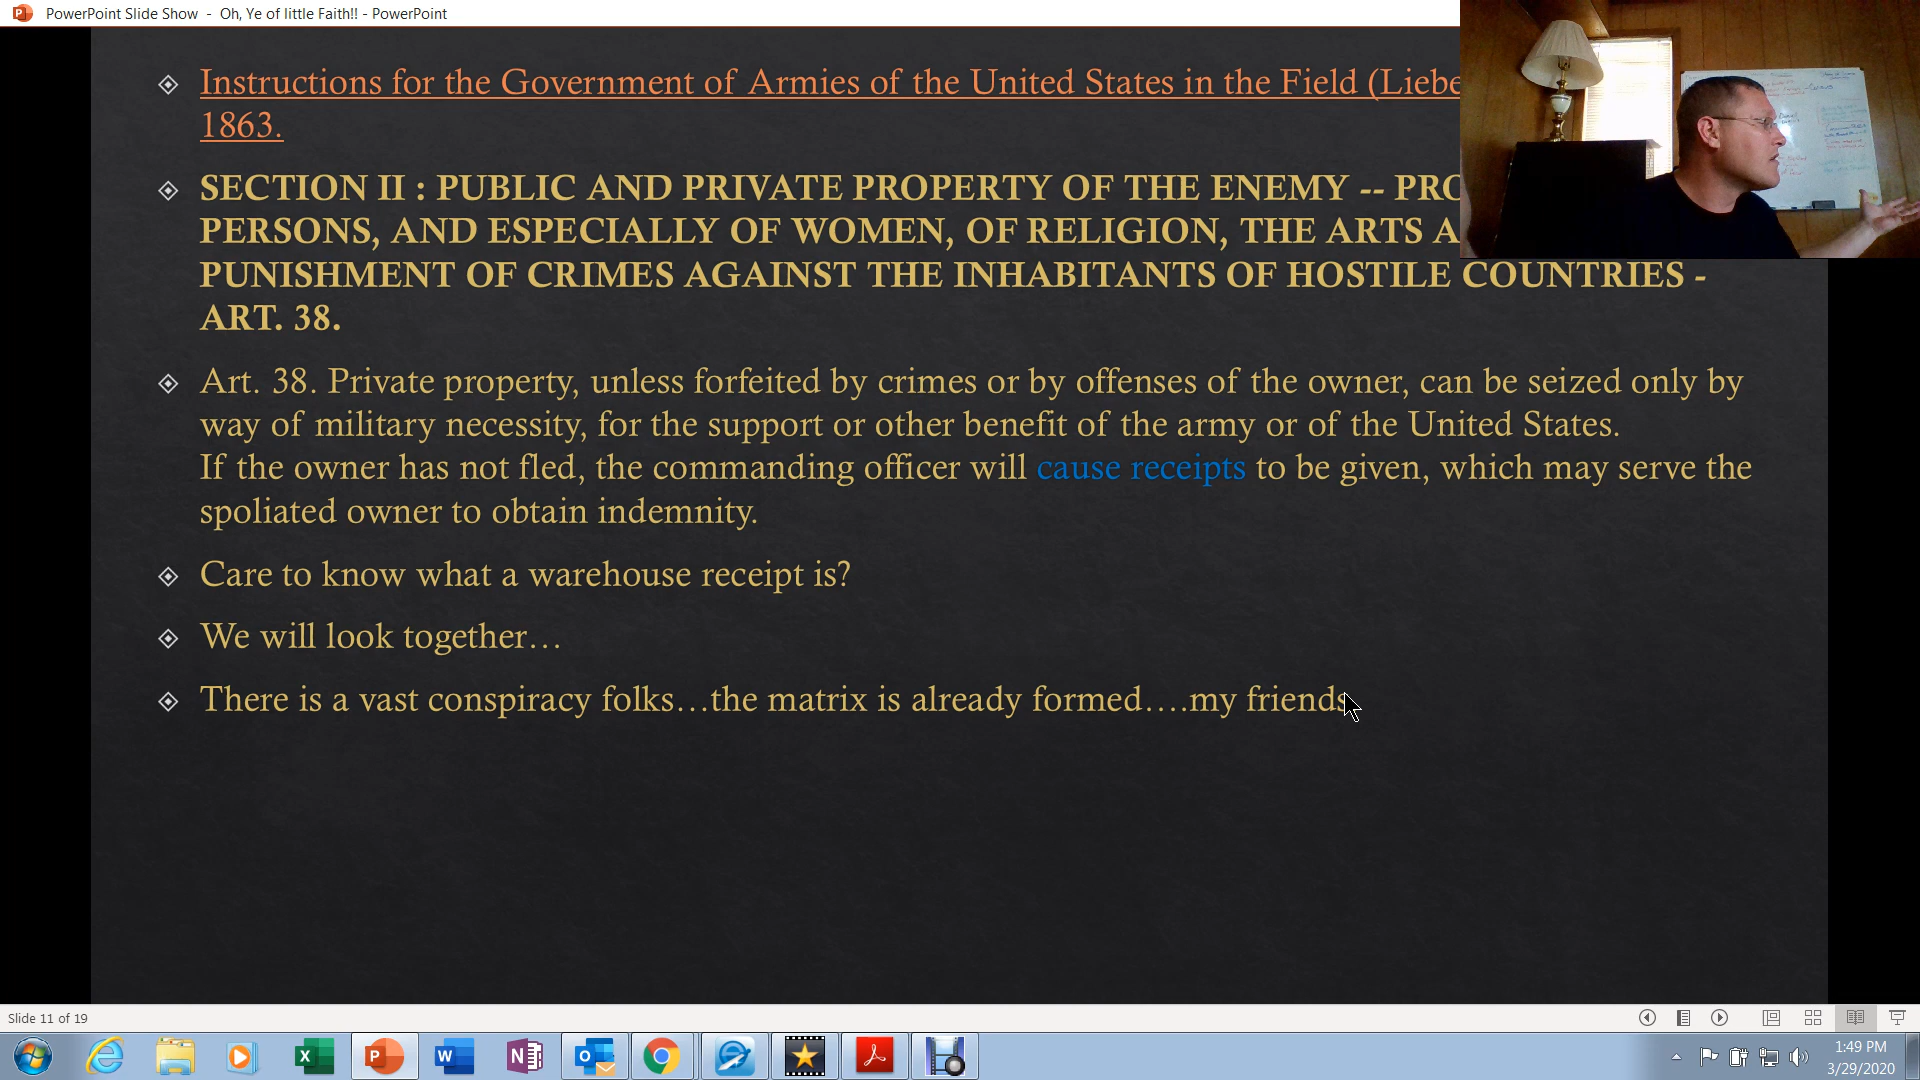 PowerPoint Slide Show - Oh, Ye of little Faith!! - PowerPoint
Instructions for the Government of Armies of the United States in the Field (Liebe
1863.
SECTION II : PUBLIC AND PRIVATE PROPERTY OF THE ENEMY -- PRO
PERSONS, AND ESPECIALLY OF WOMEN, OF RELIGION, THE ARTS A
PUNISHMENT OF CRIMES AGAINST THE INHABITANTS OF HOSTILE COUNTRIES -
ART. 38.
Art. 38. Private property, unless forfeited by crimes or by offenses of the owner, can be seized only by
way of military necessity, for the support or other benefit of the army or of the United States.
If the owner has not fled, the commanding officer will cause receipts to be given, which may serve the
spoliated owner to obtain indemnity.
Care to know what a warehouse receipt is?
We will look together…
There is a vast conspiracy folks…the matrix is already formed….my friends
Slide 11 of 19
1:49 PM
3/29/2020